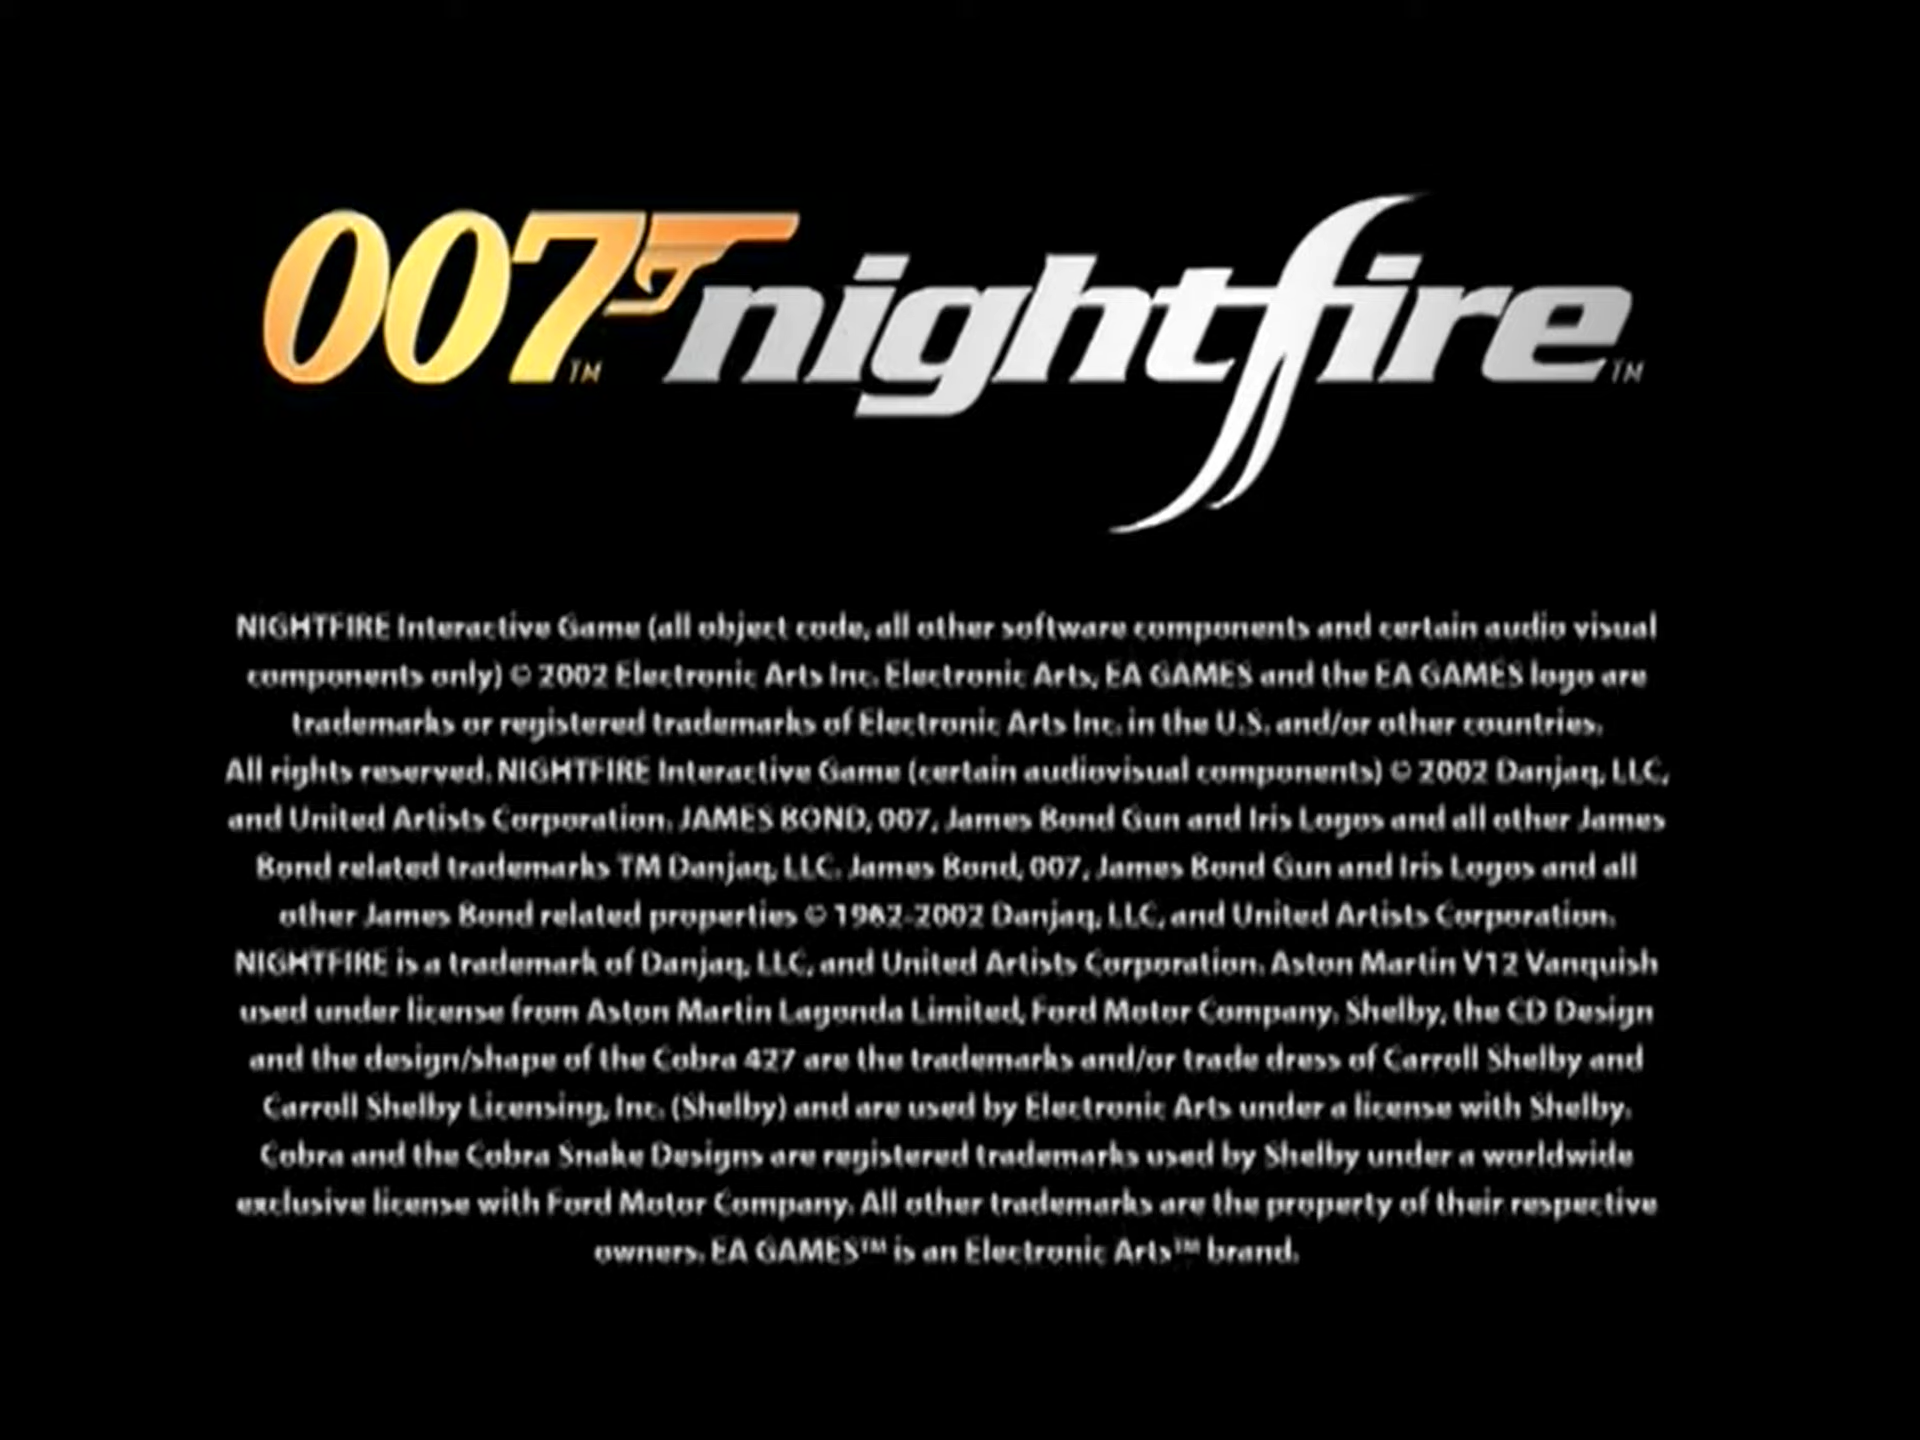 007™ nightfire™
NIGHTFIRE Interactive Game (all object code, all other software components and certain audio visual
components only) © 2002 Electronic Arts Inc. Electronic Arts, EA GAMES and the EA GAMES logo are
trademarks or registered trademarks of Electronic Arts Inc. in the U.S. and/or other countries.
All rights reserved. NIGHTFIRE Interactive Game (certain audiovisual components) © 2002 Danjaq, LLC,
and United Artists Corporation. JAMES BOND, 007, James Bond Gun and Iris Logos and all other James
Bond related trademarks TM Danjaq, LLC. James Bond, 007, James Bond Gun and Iris Logos and all
other James Bond related properties © 1962-2002 Danjaq, LLC, and United Artists Corporation.
NIGHTFIRE is a trademark of Danjaq, LLC, and United Artists Corporation. Aston Martin V12 Vanquish
used under license from Aston Martin Lagonda Limited, Ford Motor Company. Shelby, the CD Design
and the design/shape of the Cobra 427 are the trademarks and/or trade dress of Carroll Shelby and
Carroll Shelby Licensing, Inc. (Shelby) and are used by Electronic Arts under a license with Shelby.
Cobra and the Cobra Snake Designs are registered trademarks used by Shelby under a worldwide
exclusive license with Ford Motor Company. All other trademarks are the property of their respective
owners. EA GAMES™ is an Electronic Arts™ brand.